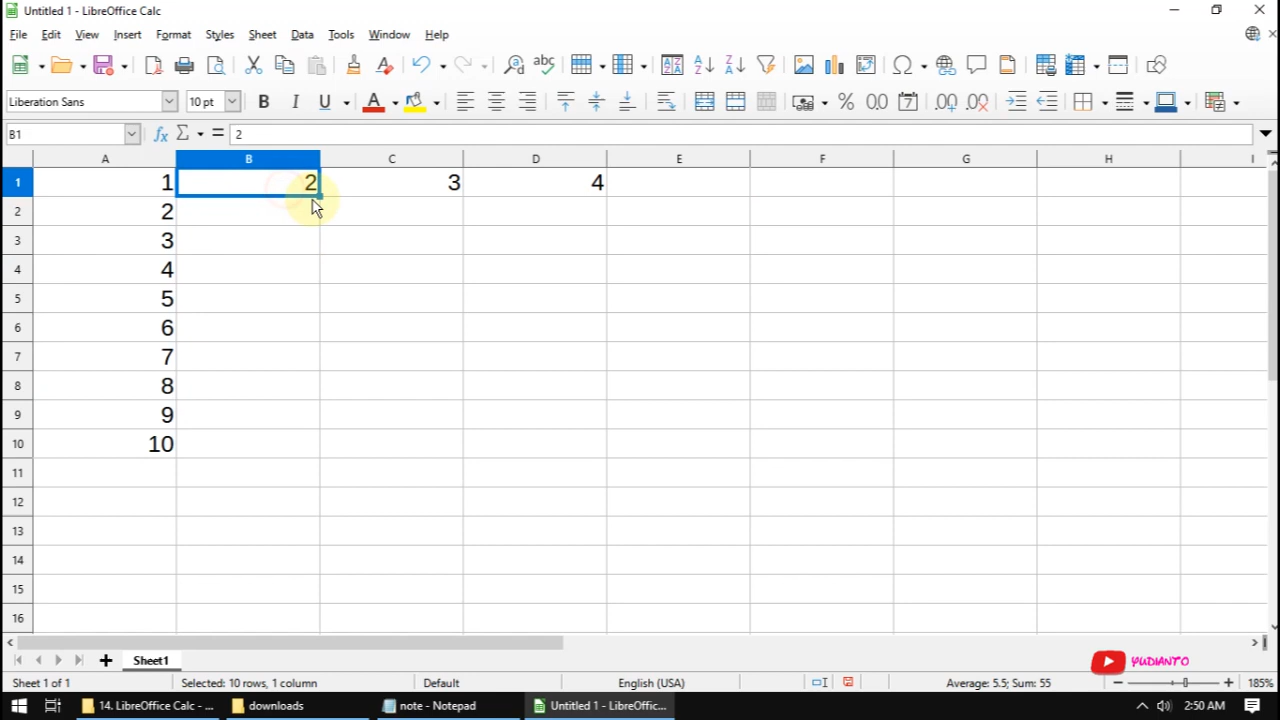 Untitled 1 - LibreOffice Calc
File Edit View Insert Format Styles Sheet Data Tools Window Help
Liberation Sans 10 pt
B1 2
A B C D E F G H I
1 1 2 3 4
2 2
3 3
4 4
5 5
6 6
7 7
8 8
9 9
10 10
11
12
13
14
15
16
Sheet1
YUDIANTO
Sheet 1 of 1 Selected: 10 rows, 1 column Default English (USA) Average: 5.5; Sum: 55 185%
14. LibreOffice Calc - ... downloads note - Notepad Untitled 1 - LibreOffic... 2:50 AM